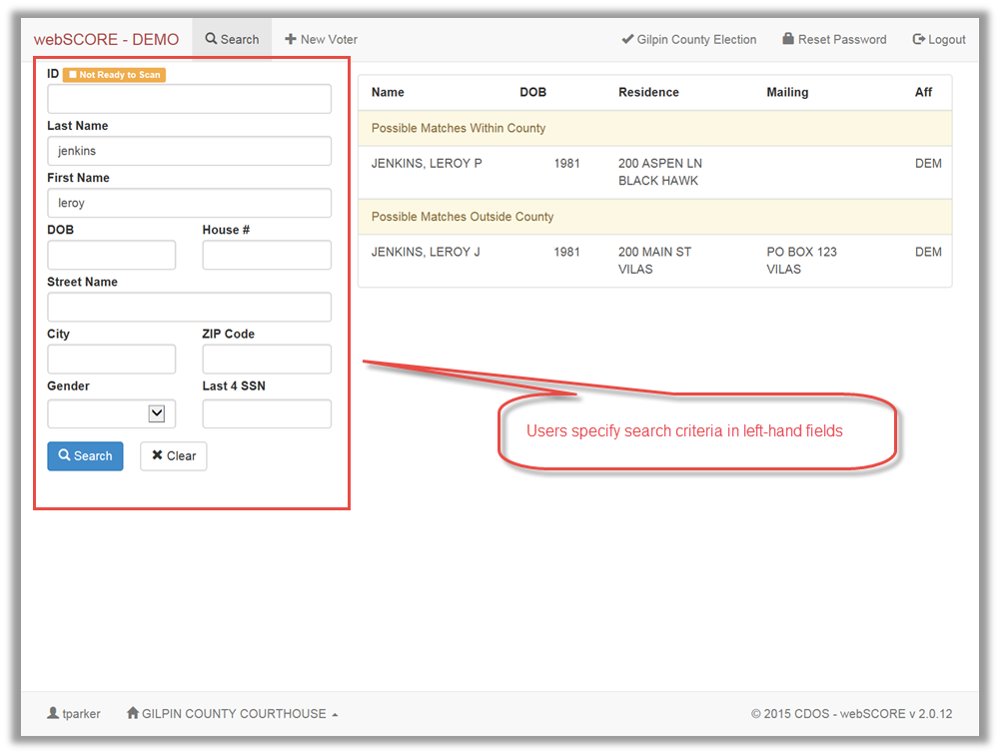 webSCORE - DEMO Search New Voter Gilpin County Election Reset Password Logout
ID Not Ready to Scan
Last Name
jenkins
First Name
leroy
DOB House #
Street Name
City ZIP Code
Gender Last 4 SSN
Search Clear
Name DOB Residence Mailing Aff
Possible Matches Within County
JENKINS, LEROY P 1981 200 ASPEN LN DEM
BLACK HAWK
Possible Matches Outside County
JENKINS, LEROY J 1981 200 MAIN ST PO BOX 123 DEM
VILAS VILAS
Users specify search criteria in left-hand fields
tparker GILPIN COUNTY COURTHOUSE © 2015 CDOS - webSCORE v 2.0.12